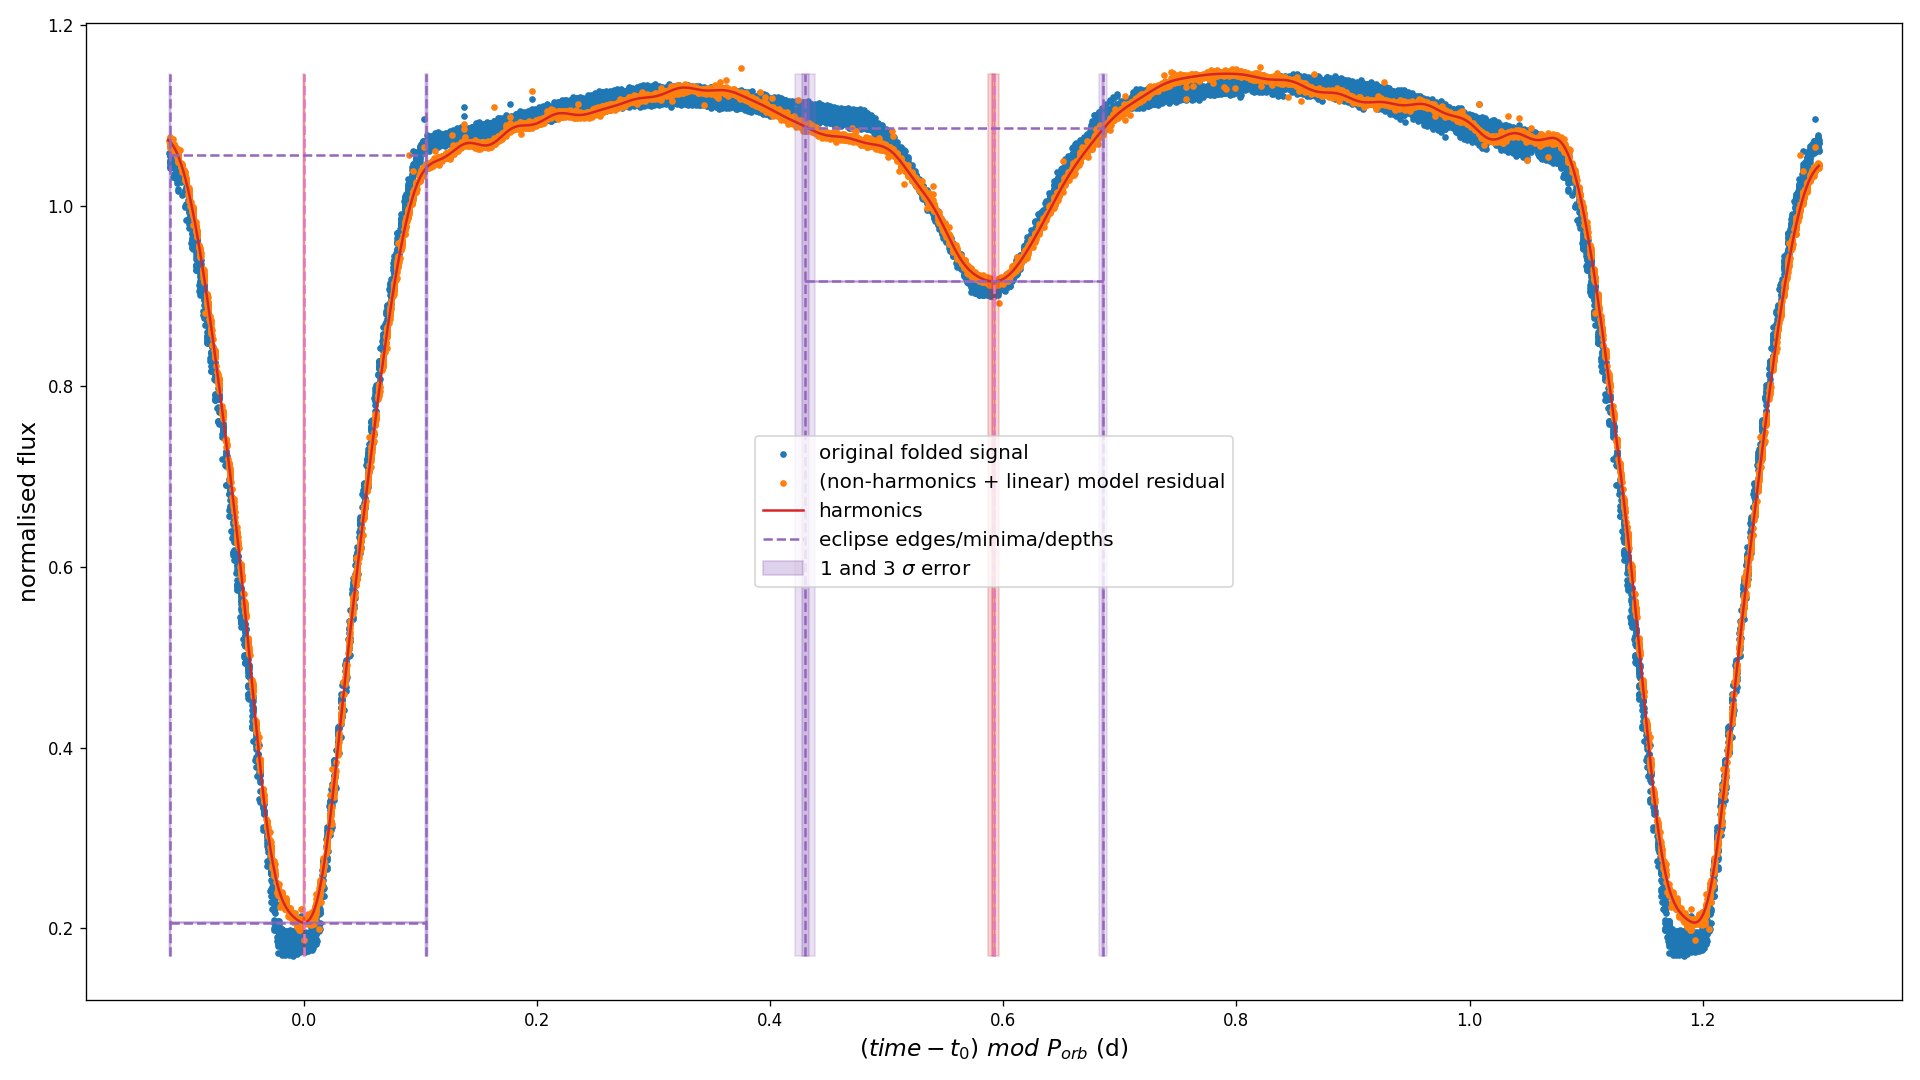 1.2
1.0
0.8
0.6
0.4
0.2
normalised flux
original folded signal
(non-harmonics + linear) model residual
harmonics
eclipse edges/minima/depths
1 and 3 σ error
0.0 0.2 0.4 0.6 0.8 1.0 1.2
(time − t₀) mod Pₒᵣb (d)